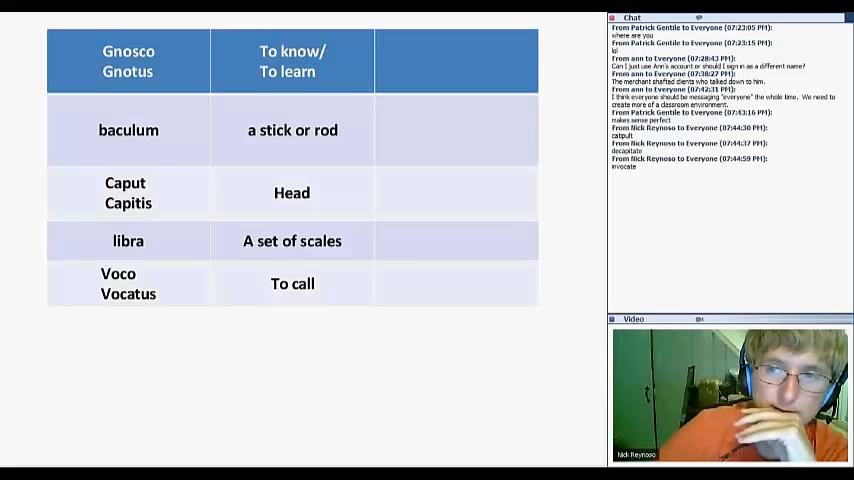 Gnosco To know/
Gnotus To learn
baculum a stick or rod
Caput
Capitis Head
libra A set of scales
Voco
Vocatus To call
Chat
From Patrick Gentile to Everyone (07:23:05 PM):
where are you
From Patrick Gentile to Everyone (07:23:15 PM):
lol
From ann to Everyone (07:28:43 PM):
Can I just use Ann's account or should I sign in as a different name?
From ann to Everyone (07:38:27 PM):
The merchant shafted clients who talked down to him.
From ann to Everyone (07:42:31 PM):
I think everyone should be messaging "everyone" the whole time. We need to
create more of a classroom environment.
From Patrick Gentile to Everyone (07:43:16 PM):
makes sense perfect
From Nick Reynoso to Everyone (07:44:30 PM):
catipult
From Nick Reynoso to Everyone (07:44:37 PM):
decapitate
From Nick Reynoso to Everyone (07:44:59 PM):
invocate
Video
Nick Reynoso